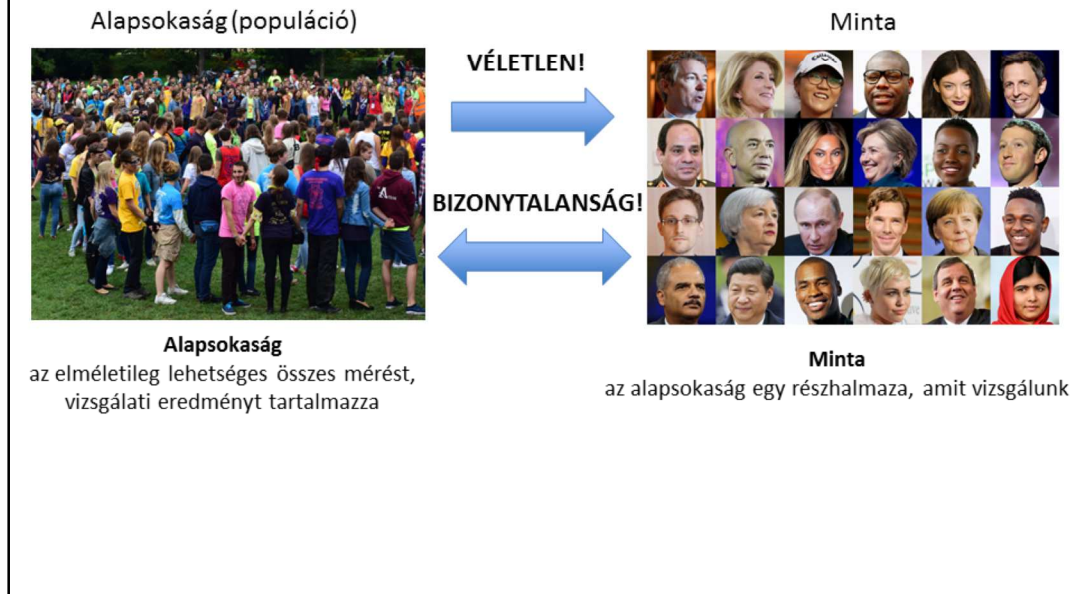 Alapsokaság (populáció)
Minta
VÉLETLEN!
BIZONYTALANSÁG!
Alapsokaság
az elméletileg lehetséges összes mérést,
vizsgálati eredményt tartalmazza
Minta
az alapsokaság egy részhalmaza, amit vizsgálunk